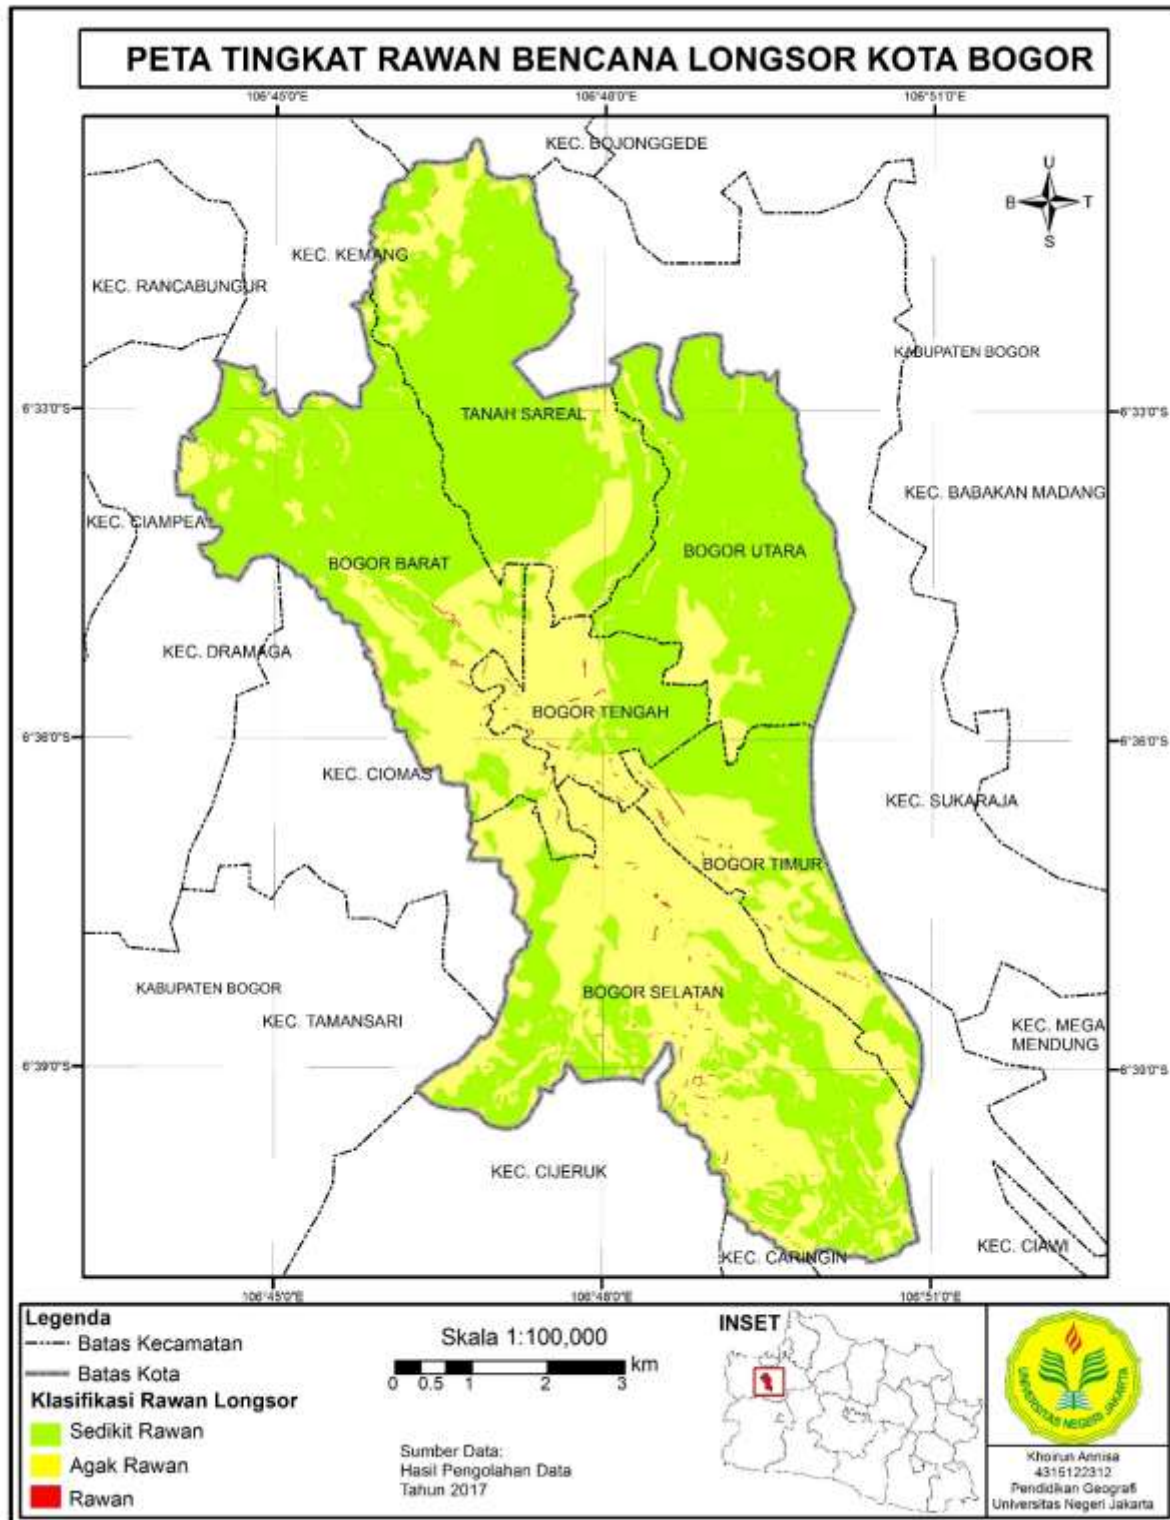 PETA TINGKAT RAWAN BENCANA LONGSOR KOTA BOGOR
106°45'0"E
106°48'0"E
106°51'0"E
KEC. BOJONGGEDE
U
B
T
S
KEC. KEMANG
KEC. RANCABUNGUR
KABUPATEN BOGOR
6°33'0"S
TANAH SAREAL
6°33'0"S
KEC. BABAKAN MADANG
KEC. CIAMPEA
BOGOR UTARA
BOGOR BARAT
KEC. DRAMAGA
BOGOR TENGAH
6°36'0"S
6°36'0"S
KEC. CIOMAS
KEC. SUKARAJA
BOGOR TIMUR
KABUPATEN BOGOR
BOGOR SELATAN
KEC. TAMANSARI
KEC. MEGA
MENDUNG
6°39'0"S
6°39'0"S
KEC. CIJERUK
KEC. CARINGIN
KEC. CIAWI
106°45'0"E
106°48'0"E
106°51'0"E
Legenda
Batas Kecamatan
Batas Kota
Klasifikasi Rawan Longsor
Sedikit Rawan
Agak Rawan
Rawan
Skala 1:100,000
km
0 0.5 1 2 3
Sumber Data:
Hasil Pengolahan Data
Tahun 2017
INSET
UNIVERSITAS NEGERI JAKARTA
Khoirun Annisa
4315122312
Pendidikan Geografi
Universitas Negeri Jakarta